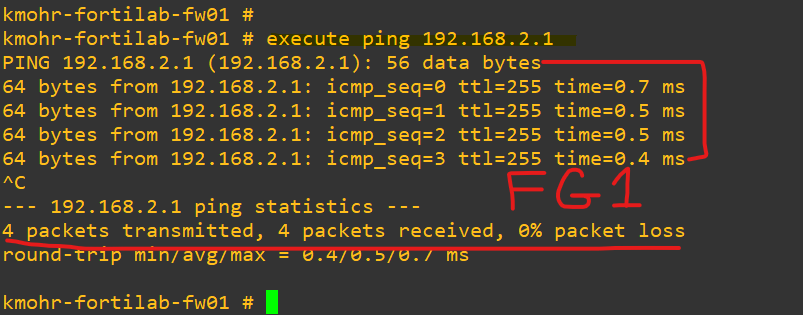 kmohr-fortilab-fw01 #
kmohr-fortilab-fw01 # execute ping 192.168.2.1
PING 192.168.2.1 (192.168.2.1): 56 data bytes
64 bytes from 192.168.2.1: icmp_seq=0 ttl=255 time=0.7 ms
64 bytes from 192.168.2.1: icmp_seq=1 ttl=255 time=0.5 ms
64 bytes from 192.168.2.1: icmp_seq=2 ttl=255 time=0.5 ms
64 bytes from 192.168.2.1: icmp_seq=3 ttl=255 time=0.4 ms
^C
FG1
--- 192.168.2.1 ping statistics ---
4 packets transmitted, 4 packets received, 0% packet loss
round-trip min/avg/max = 0.4/0.5/0.7 ms
kmohr-fortilab-fw01 #